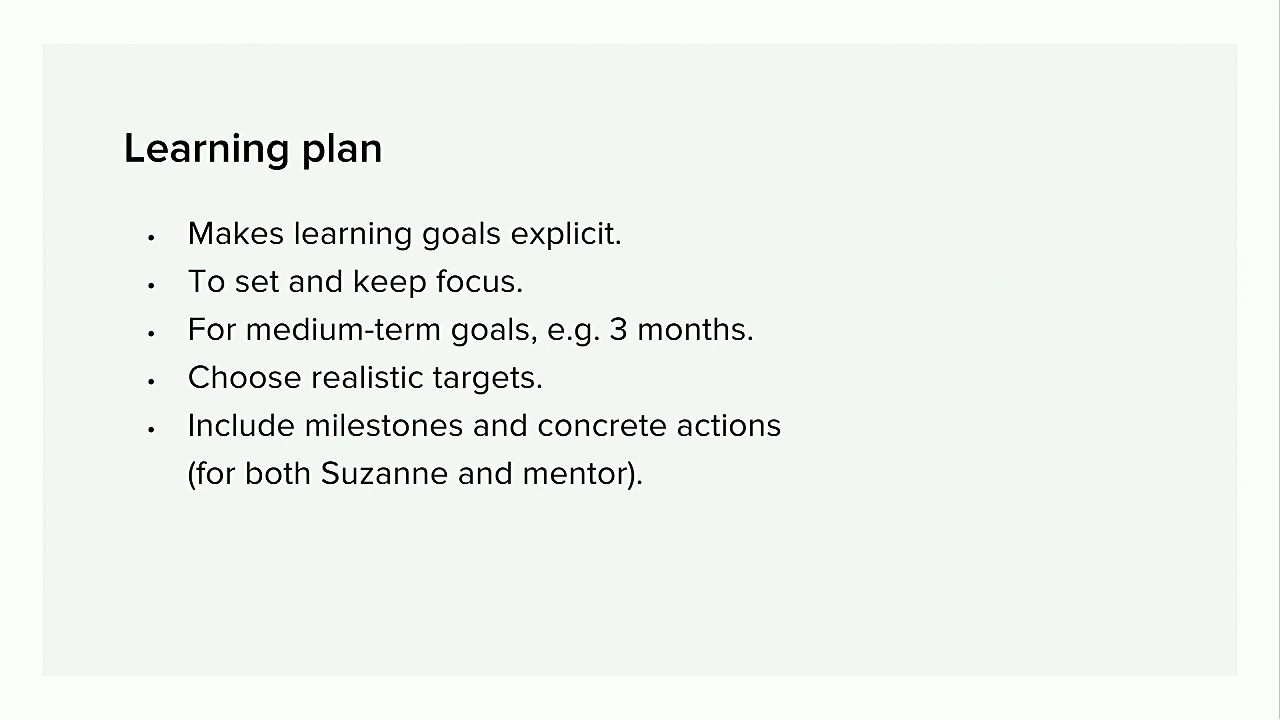 Learning plan
• Makes learning goals explicit.
• To set and keep focus.
• For medium-term goals, e.g. 3 months.
• Choose realistic targets.
• Include milestones and concrete actions
(for both Suzanne and mentor).